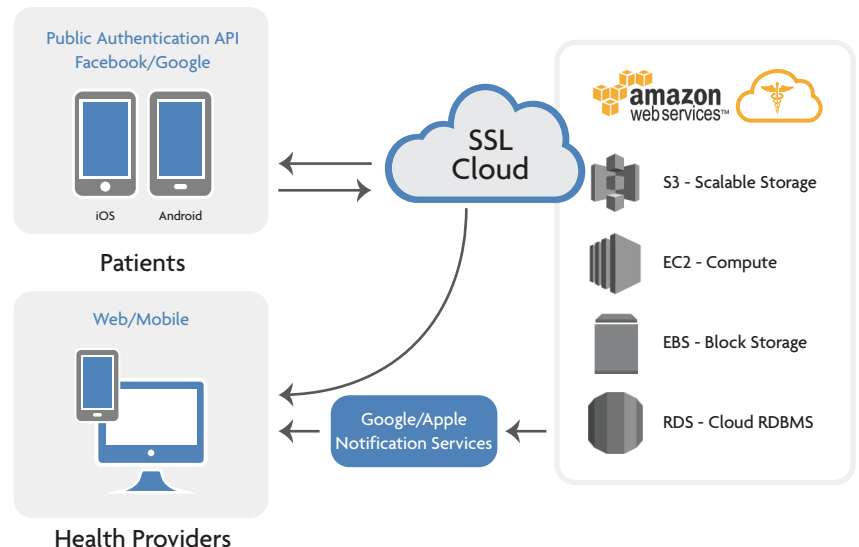 Public Authentication API
Facebook/Google
iOS
Android
Patients
SSL
Cloud
amazon
webservices™
S3 - Scalable Storage
EC2 - Compute
EBS - Block Storage
RDS - Cloud RDBMS
Web/Mobile
Google/Apple
Notification Services
Health Providers